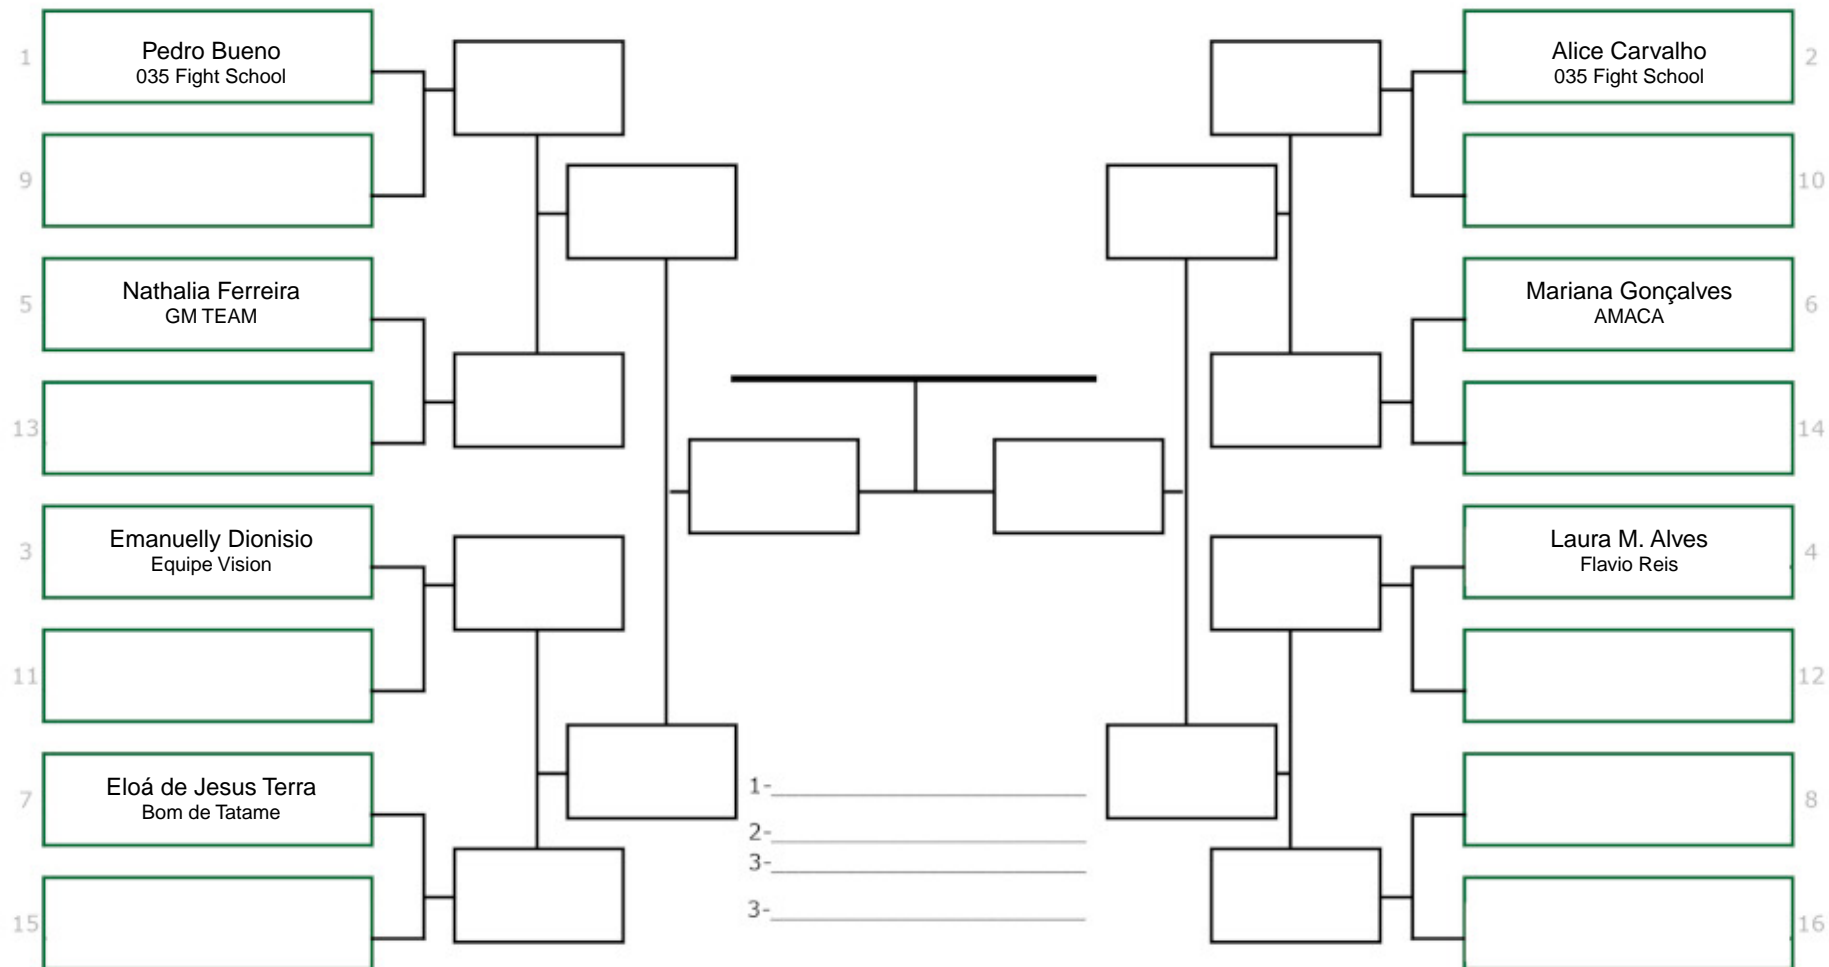 1
Pedro Bueno
035 Fight School
9
5
Nathalia Ferreira
GM TEAM
13
3
Emanuelly Dionisio
Equipe Vision
11
7
Eloá de Jesus Terra
Bom de Tatame
15
1-
2-
3-
3-
Alice Carvalho
035 Fight School
2
10
Mariana Gonçalves
AMACA
6
14
Laura M. Alves
Flavio Reis
4
12
8
16